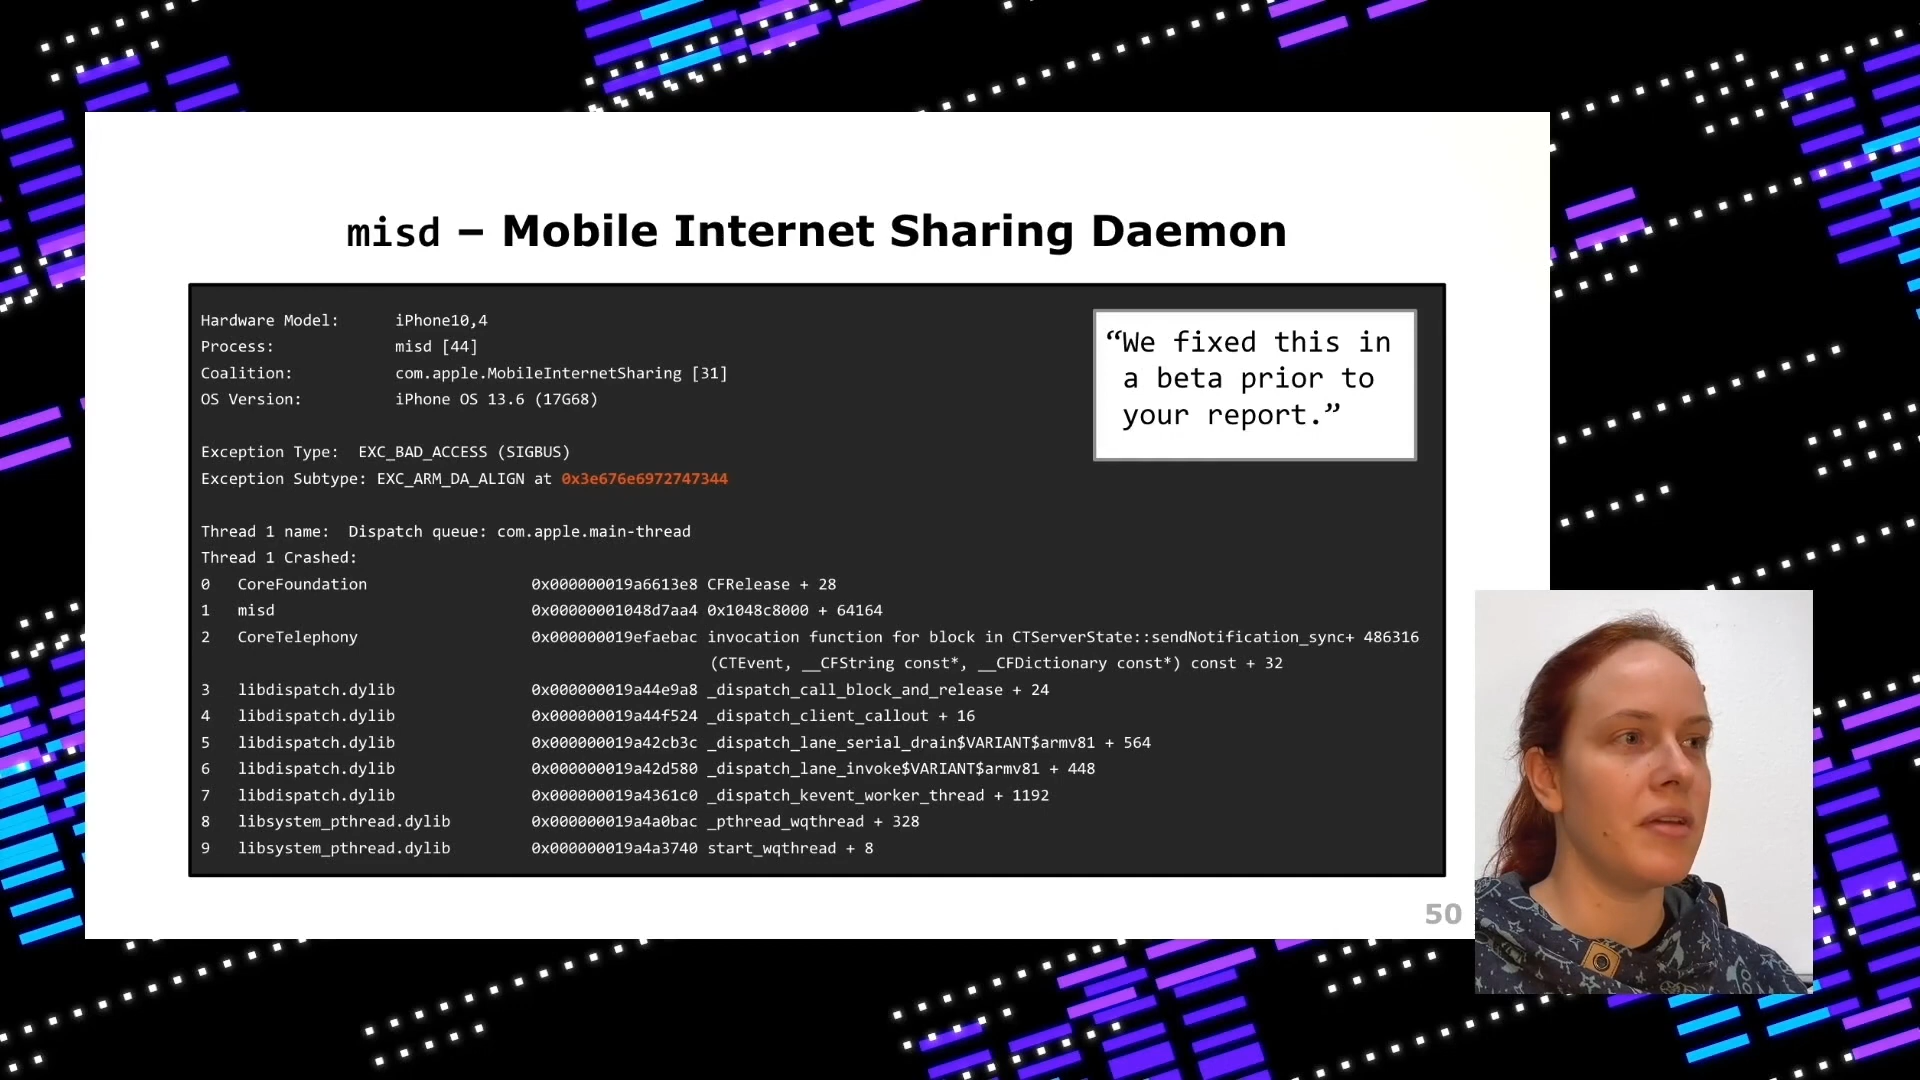 misd – Mobile Internet Sharing Daemon
Hardware Model: iPhone10,4
Process: misd [44]
Coalition: com.apple.MobileInternetSharing [31]
OS Version: iPhone OS 13.6 (17G68)
“We fixed this in
a beta prior to
your report.”
Exception Type: EXC_BAD_ACCESS (SIGBUS)
Exception Subtype: EXC_ARM_DA_ALIGN at 0x3e676e6972747344
Thread 1 name: Dispatch queue: com.apple.main-thread
Thread 1 Crashed:
0 CoreFoundation 0x000000019a6613e8 CFRelease + 28
1 misd 0x00000001048d7aa4 0x1048c8000 + 64164
2 CoreTelephony 0x000000019efaebac invocation function for block in CTServerState::sendNotification_sync+ 486316
(CTEvent, __CFString const*, __CFDictionary const*) const + 32
3 libdispatch.dylib 0x000000019a44e9a8 _dispatch_call_block_and_release + 24
4 libdispatch.dylib 0x000000019a44f524 _dispatch_client_callout + 16
5 libdispatch.dylib 0x000000019a42cb3c _dispatch_lane_serial_drain$VARIANT$armv81 + 564
6 libdispatch.dylib 0x000000019a42d580 _dispatch_lane_invoke$VARIANT$armv81 + 448
7 libdispatch.dylib 0x000000019a4361c0 _dispatch_kevent_worker_thread + 1192
8 libsystem_pthread.dylib 0x000000019a4a0bac _pthread_wqthread + 328
9 libsystem_pthread.dylib 0x000000019a4a3740 start_wqthread + 8
50